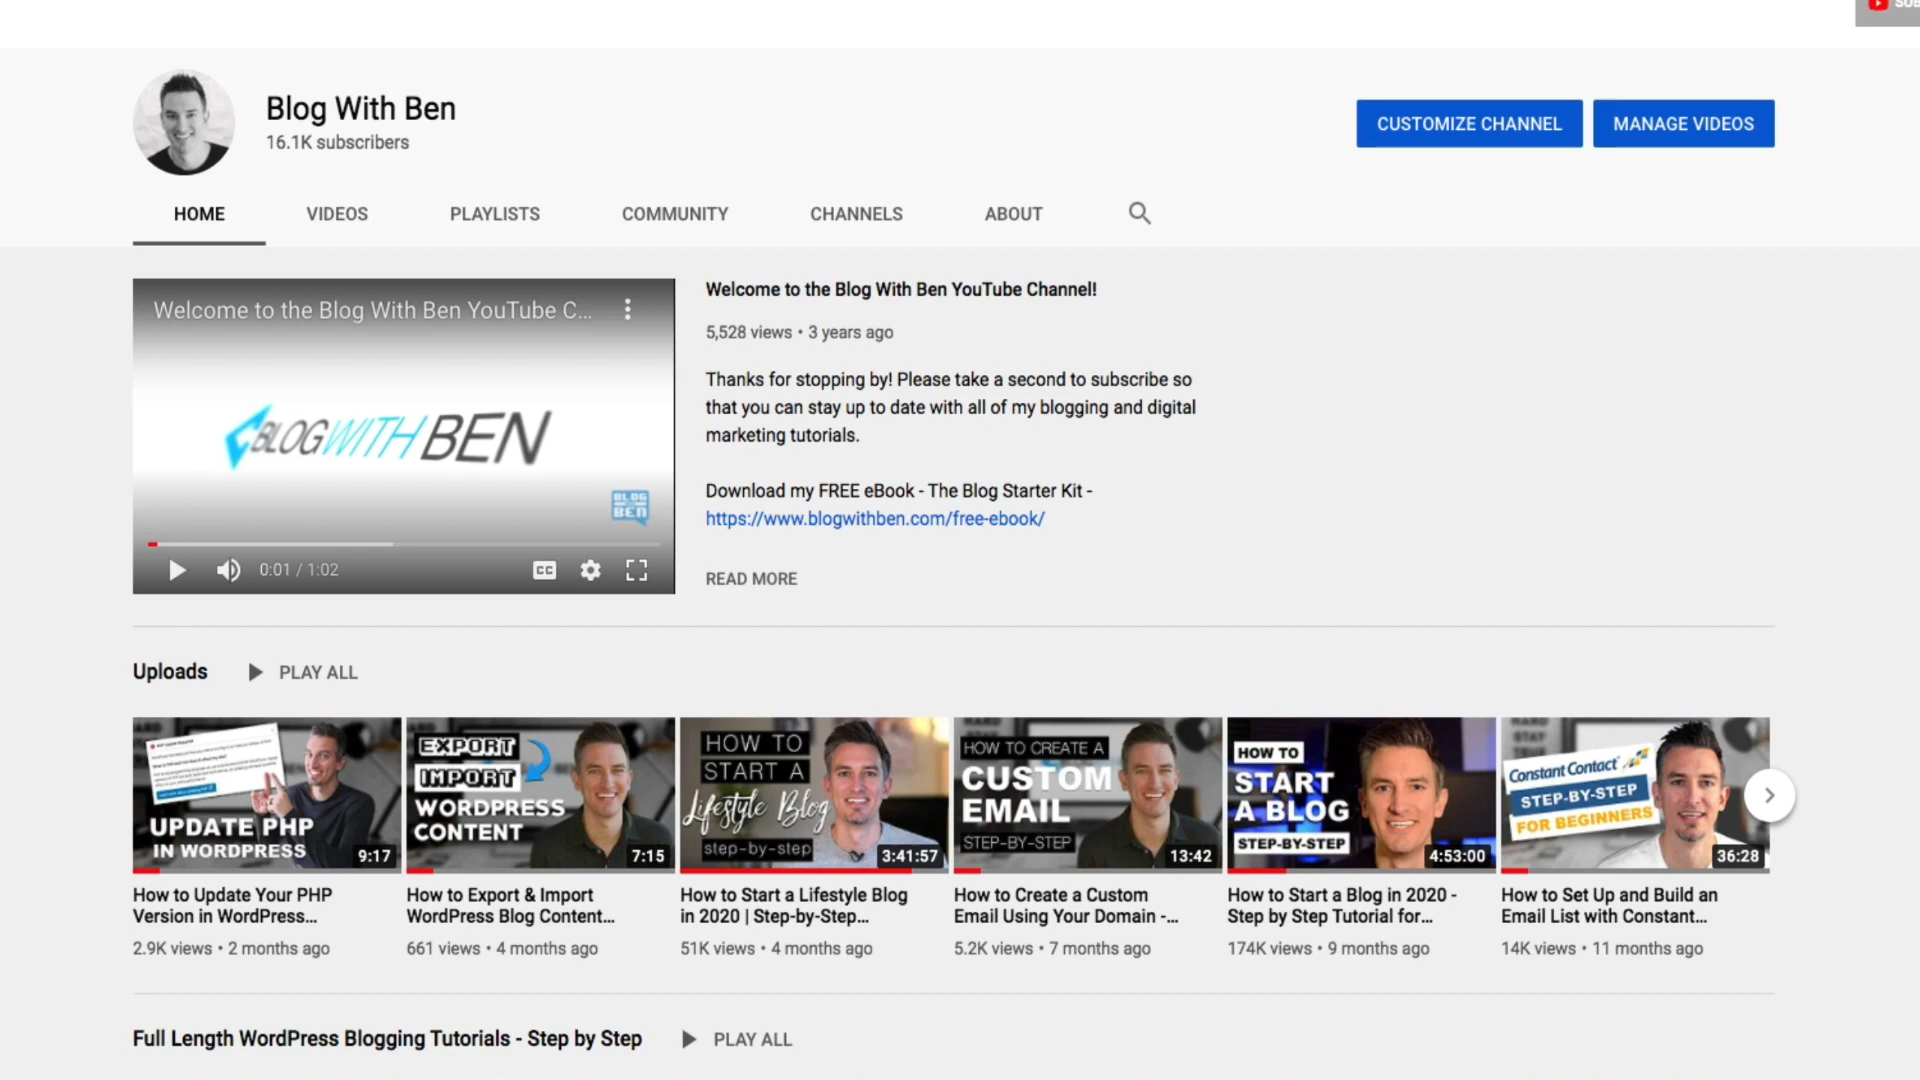 SUB
Blog With Ben
16.1K subscribers
CUSTOMIZE CHANNEL
MANAGE VIDEOS
HOME
VIDEOS
PLAYLISTS
COMMUNITY
CHANNELS
ABOUT
Welcome to the Blog With Ben YouTube C...
BLOGWITHBEN
BLOG
BEN
0:01 / 1:02
CC
Welcome to the Blog With Ben YouTube Channel!
5,528 views • 3 years ago
Thanks for stopping by! Please take a second to subscribe so
that you can stay up to date with all of my blogging and digital
marketing tutorials.
Download my FREE eBook - The Blog Starter Kit -
https://www.blogwithben.com/free-ebook/
READ MORE
Uploads
PLAY ALL
UPDATE PHP
IN WORDPRESS
9:17
How to Update Your PHP
Version in WordPress...
2.9K views • 2 months ago
EXPORT
IMPORT
WORDPRESS
CONTENT
7:15
How to Export & Import
WordPress Blog Content...
661 views • 4 months ago
HOW TO
START A
Lifestyle Blog
step-by-step
3:41:57
How to Start a Lifestyle Blog
in 2020 | Step-by-Step...
51K views • 4 months ago
HOW TO CREATE A
CUSTOM
EMAIL
STEP-BY-STEP
13:42
How to Create a Custom
Email Using Your Domain -...
5.2K views • 7 months ago
HOW TO
START
A BLOG
STEP-BY-STEP
4:53:00
How to Start a Blog in 2020 -
Step by Step Tutorial for...
174K views • 9 months ago
Constant Contact
STEP-BY-STEP
FOR BEGINNERS
36:28
How to Set Up and Build an
Email List with Constant...
14K views • 11 months ago
Full Length WordPress Blogging Tutorials - Step by Step
PLAY ALL